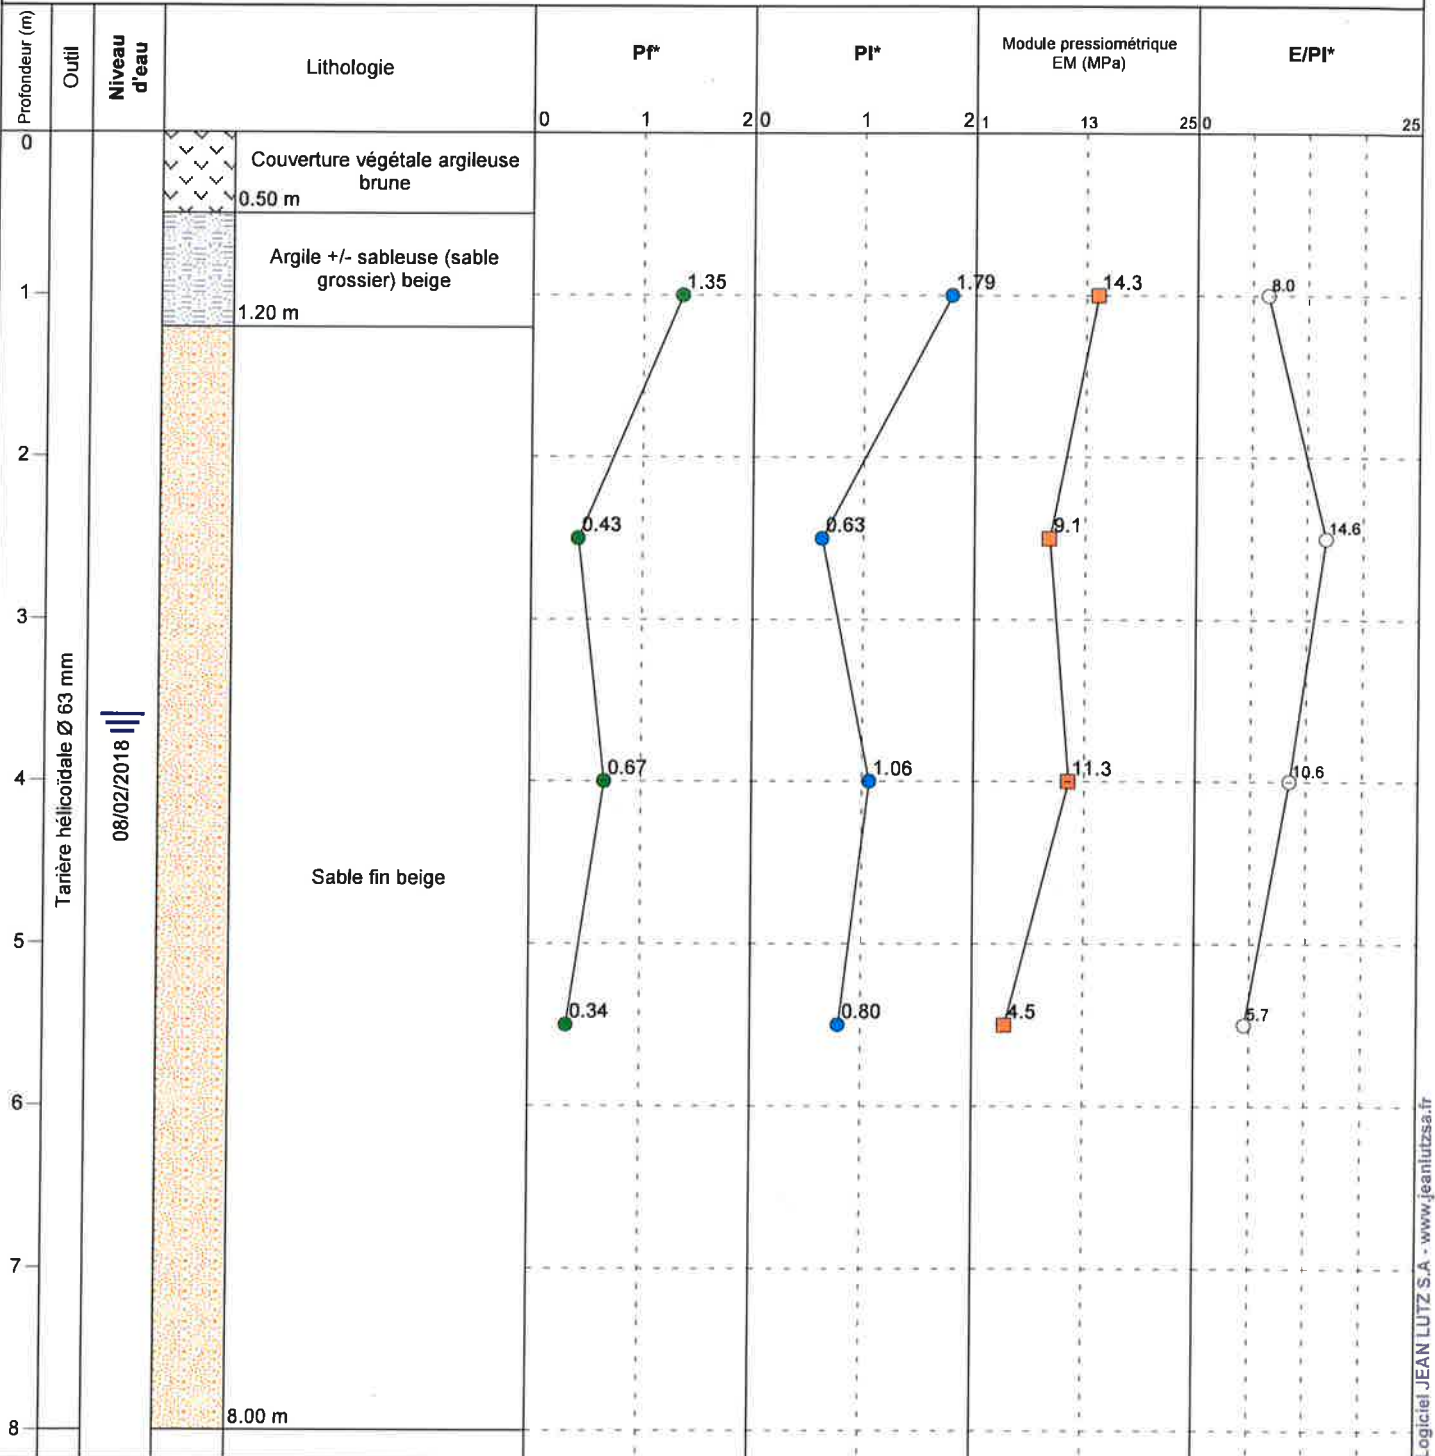 Profondeur (m)
Outil
Niveau
d'eau
Lithologie
Pf*
Pl*
Module pressiométrique
EM (MPa)
E/Pl*
0 1 2
0 1 2
1 13 25
0 25
0
Couverture végétale argileuse
brune
0.50 m
Argile +/- sableuse (sable
grossier) beige
1
1.35
1.79
14.3
8.0
1.20 m
2
0.43
0.63
9.1
14.6
3
Tarière hélicoïdale Ø 63 mm
08/02/2018
4
0.67
1.06
11.3
10.6
Sable fin beige
5
0.34
0.80
4.5
5.7
6
7
8.00 m
8
Logiciel JEAN LUTZ S.A - www.jeanlutzsa.fr